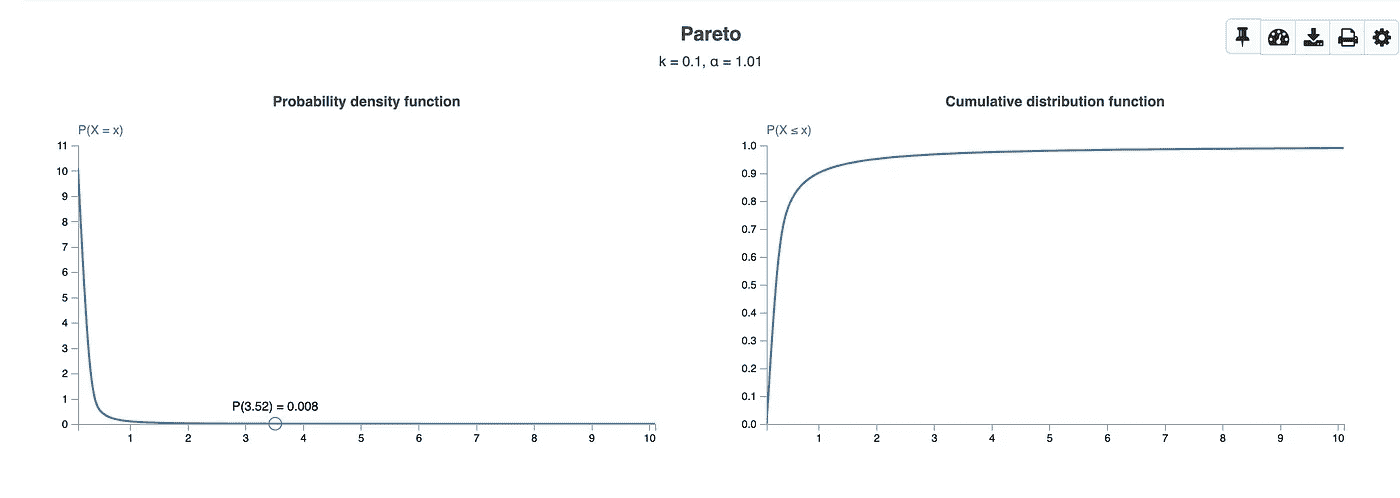 Pareto
k = 0.1, α = 1.01
Probability density function
P(X = x)
11
10
9
8
7
6
5
4
3
2
1
0
P(3.52) = 0.008
1 2 3 4 5 6 7 8 9 10
Cumulative distribution function
P(X ≤ x)
1.0
0.9
0.8
0.7
0.6
0.5
0.4
0.3
0.2
0.1
0.0
1 2 3 4 5 6 7 8 9 10